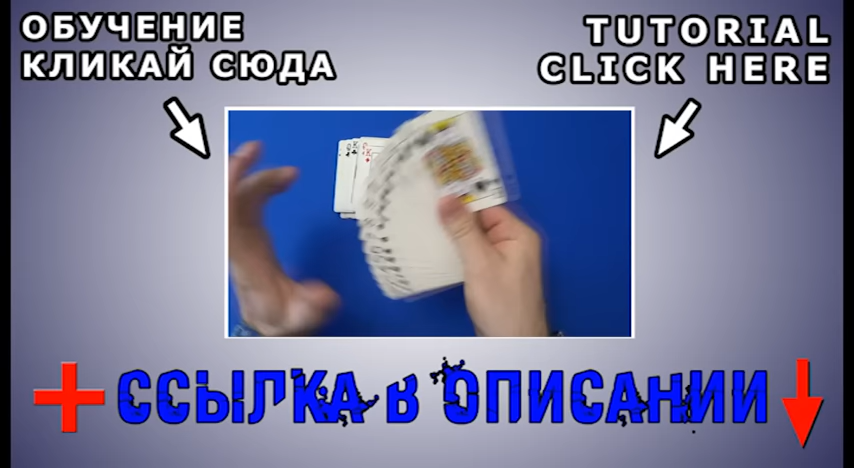 ОБУЧЕНИЕ
КЛИКАЙ СЮДА
TUTORIAL
CLICK HERE
ССЫЛКА В ОПИСАНИИ